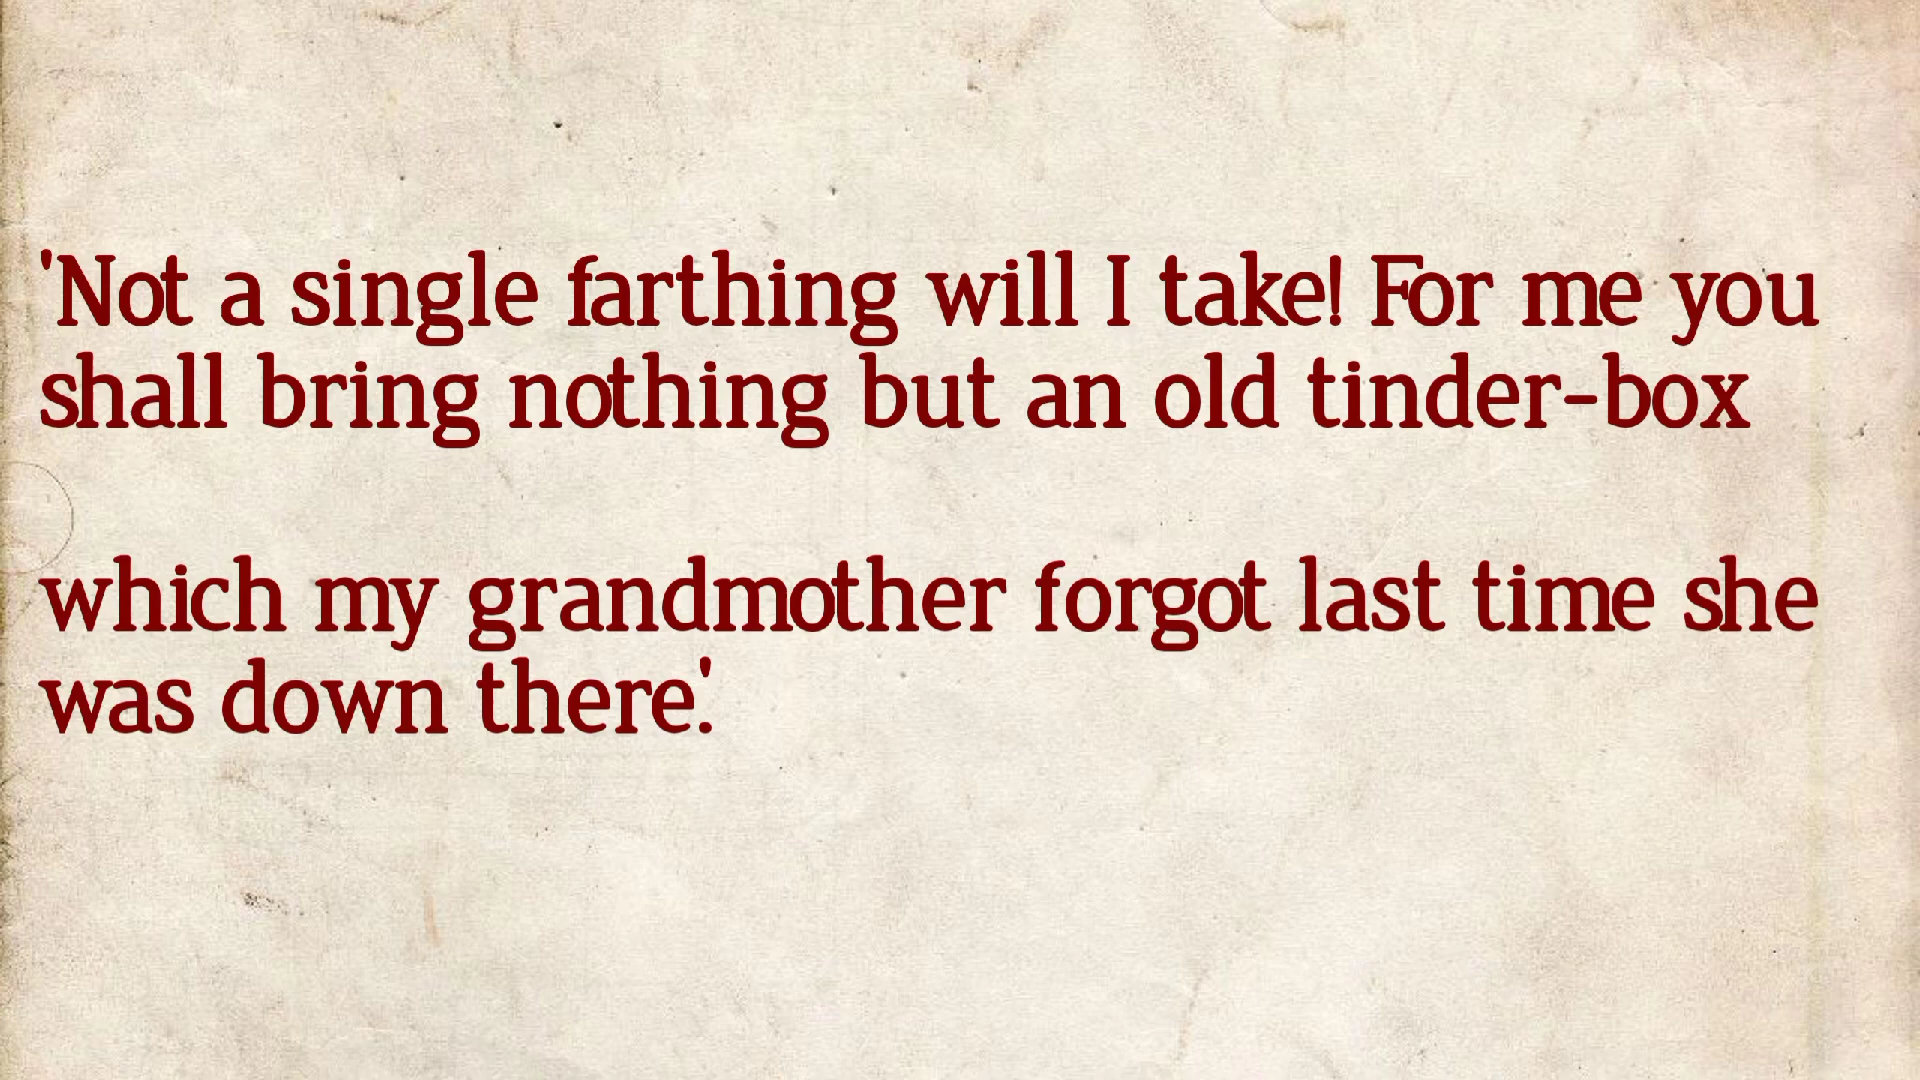 'Not a single farthing will I take! For me you
shall bring nothing but an old tinder-box
which my grandmother forgot last time she
was down there.'